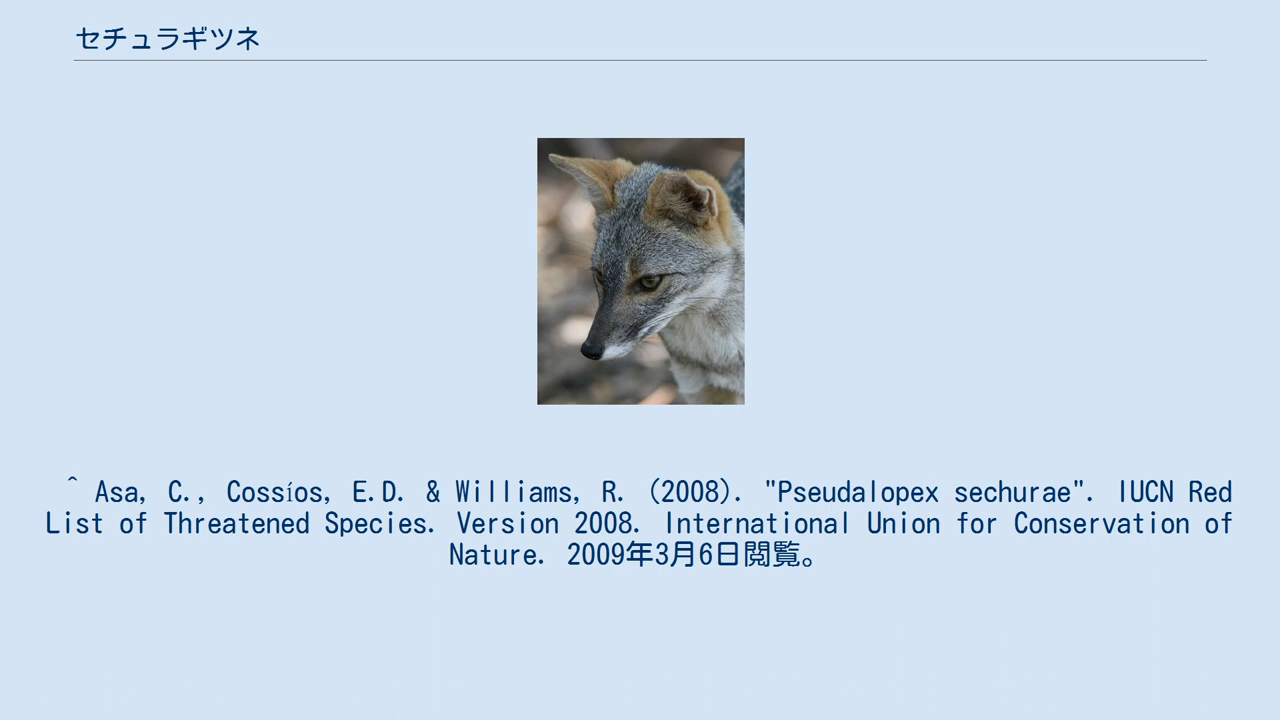 セチュラギツネ
^ Asa, C., Cossíos, E.D. & Williams, R. (2008). "Pseudalopex sechurae". IUCN Red
List of Threatened Species. Version 2008. International Union for Conservation of
Nature. 2009年3月6日閲覧。